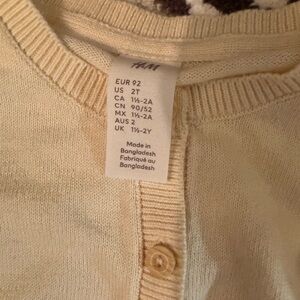 H&M
EUR 92
US 2T
CA 1½-2A
CN 90/52
MX 1½-2A
AUS 2
UK 1½-2Y
Made in
Bangladesh
Fabriqué au
Bangladesh